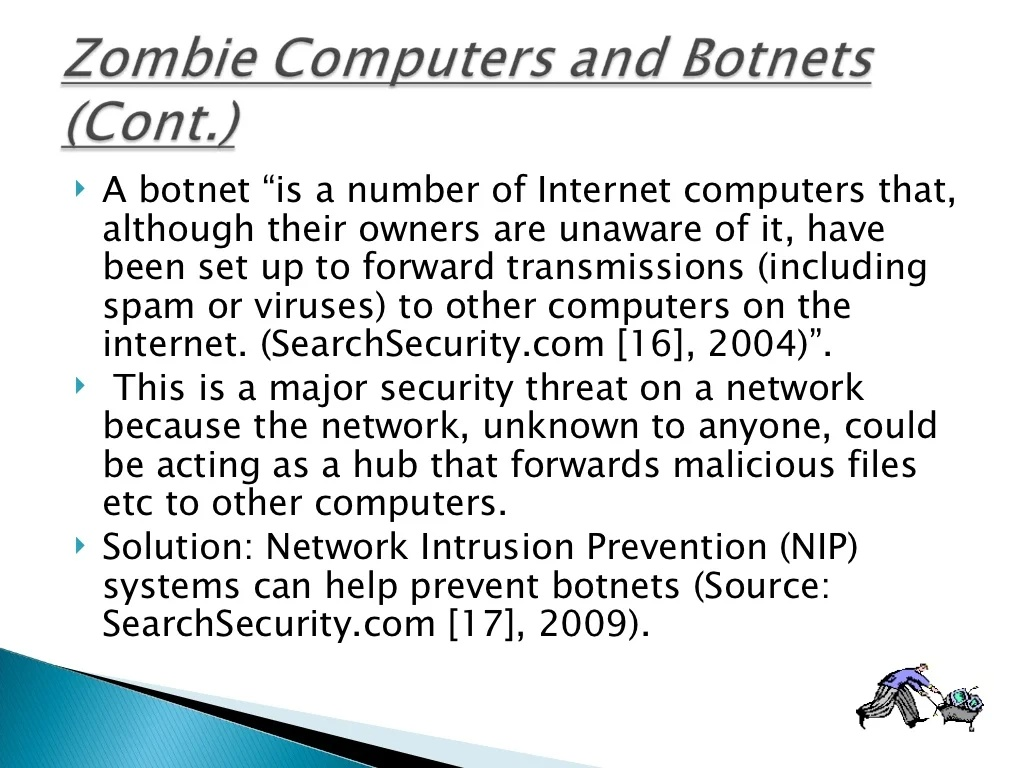 Zombie Computers and Botnets
(Cont.)
A botnet “is a number of Internet computers that,
although their owners are unaware of it, have
been set up to forward transmissions (including
spam or viruses) to other computers on the
internet. (SearchSecurity.com [16], 2004)”.
This is a major security threat on a network
because the network, unknown to anyone, could
be acting as a hub that forwards malicious files
etc to other computers.
Solution: Network Intrusion Prevention (NIP)
systems can help prevent botnets (Source:
SearchSecurity.com [17], 2009).